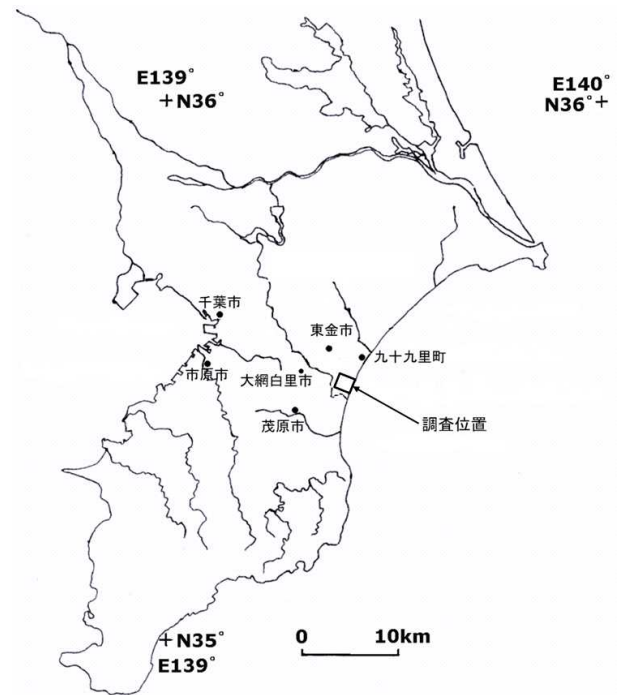 E139°
+N36°
E140°
N36°+
千葉市
東金市
九十九里町
市原市
大網白里市
茂原市
調査位置
+N35°
E139°
0 10km